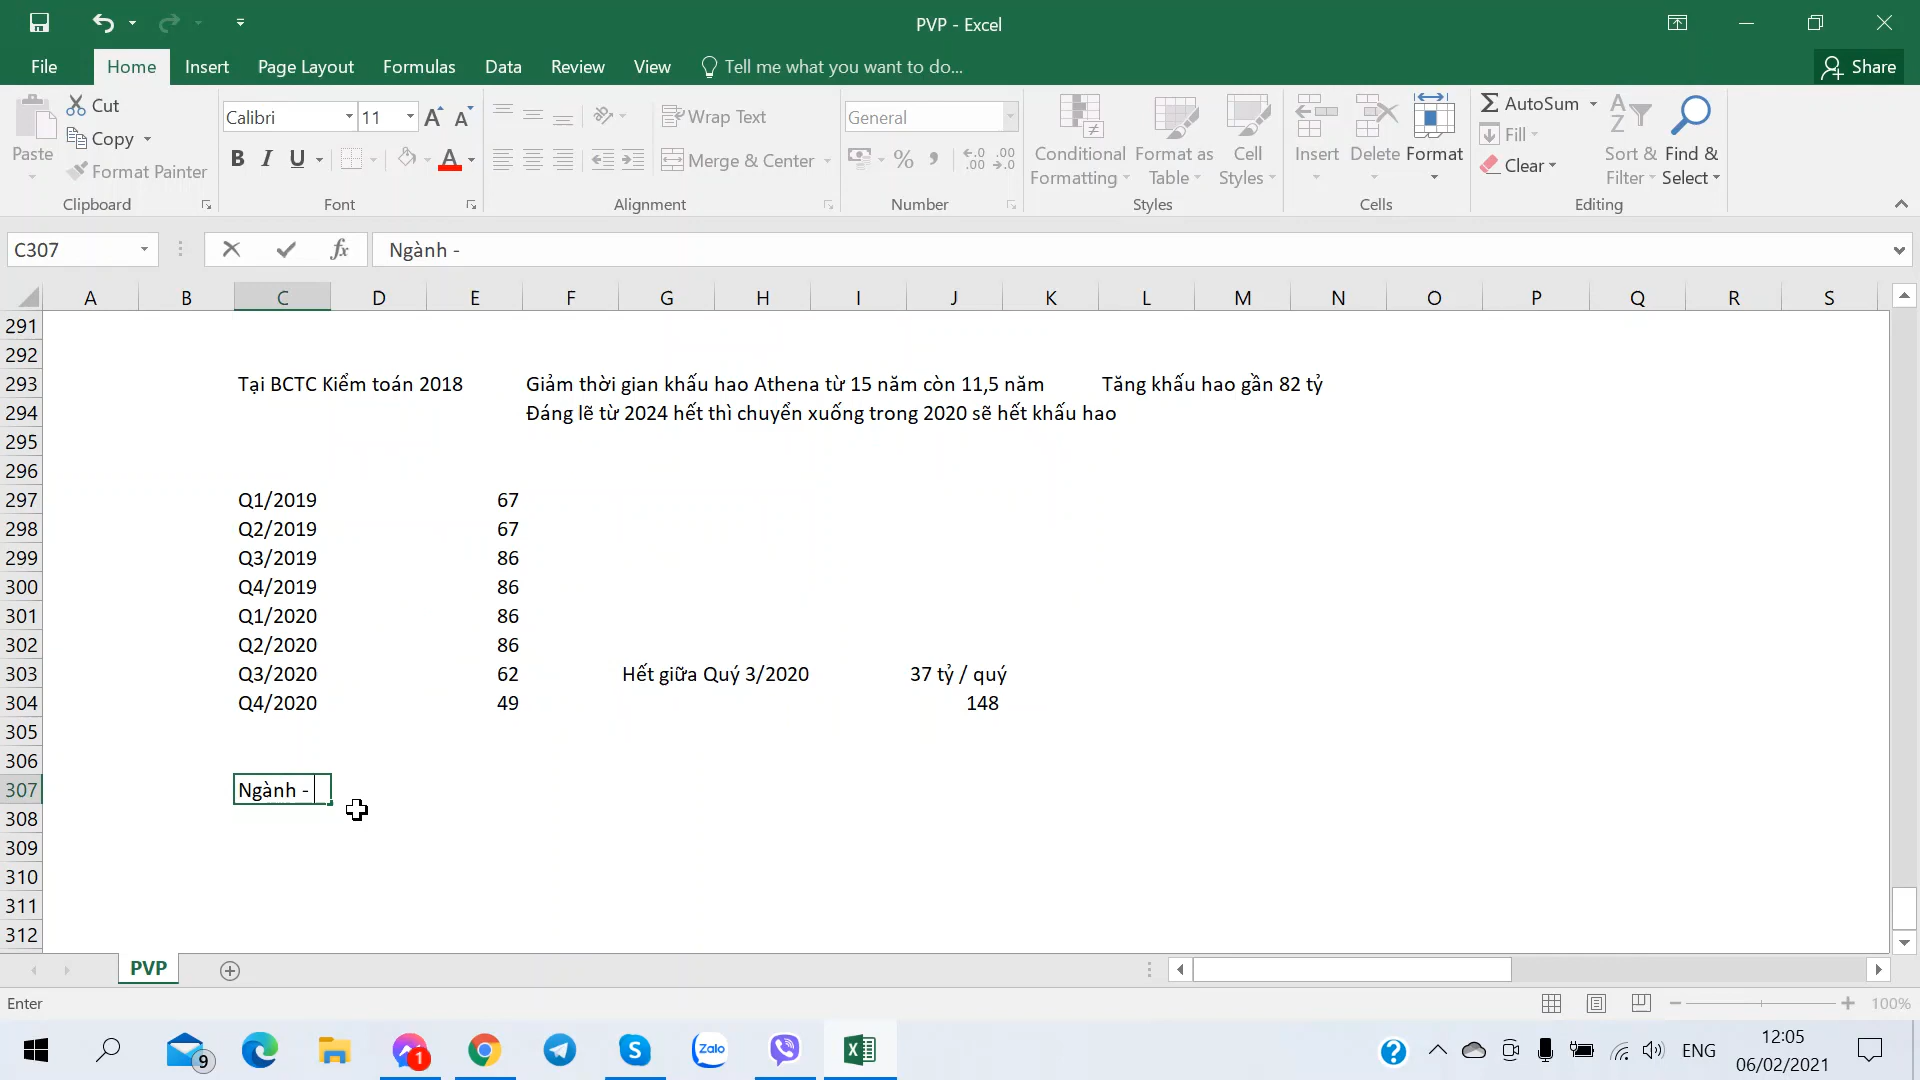 PVP - Excel
File Home Insert Page Layout Formulas Data Review View Tell me what you want to do... Share
Cut
Copy
Format Painter
Paste
Clipboard
Calibri 11
B I U
Font
Wrap Text
Merge & Center
Alignment
General
% , .00
Number
Conditional Formatting
Format as Table
Cell Styles
Styles
Insert Delete Format
Cells
AutoSum
Fill
Clear
Sort & Filter
Find & Select
Editing
C307 fx Ngành -
A B C D E F G H I J K L M N O P Q R S
291
292
293 Tại BCTC Kiểm toán 2018 Giảm thời gian khấu hao Athena từ 15 năm còn 11,5 năm Tăng khấu hao gần 82 tỷ
294 Đáng lẽ từ 2024 hết thì chuyển xuống trong 2020 sẽ hết khấu hao
295
296
297 Q1/2019 67
298 Q2/2019 67
299 Q3/2019 86
300 Q4/2019 86
301 Q1/2020 86
302 Q2/2020 86
303 Q3/2020 62 Hết giữa Quý 3/2020 37 tỷ / quý
304 Q4/2020 49 148
305
306
307 Ngành -
308
309
310
311
312
PVP
Enter 100%
9 1 Zalo ENG 12:05
06/02/2021